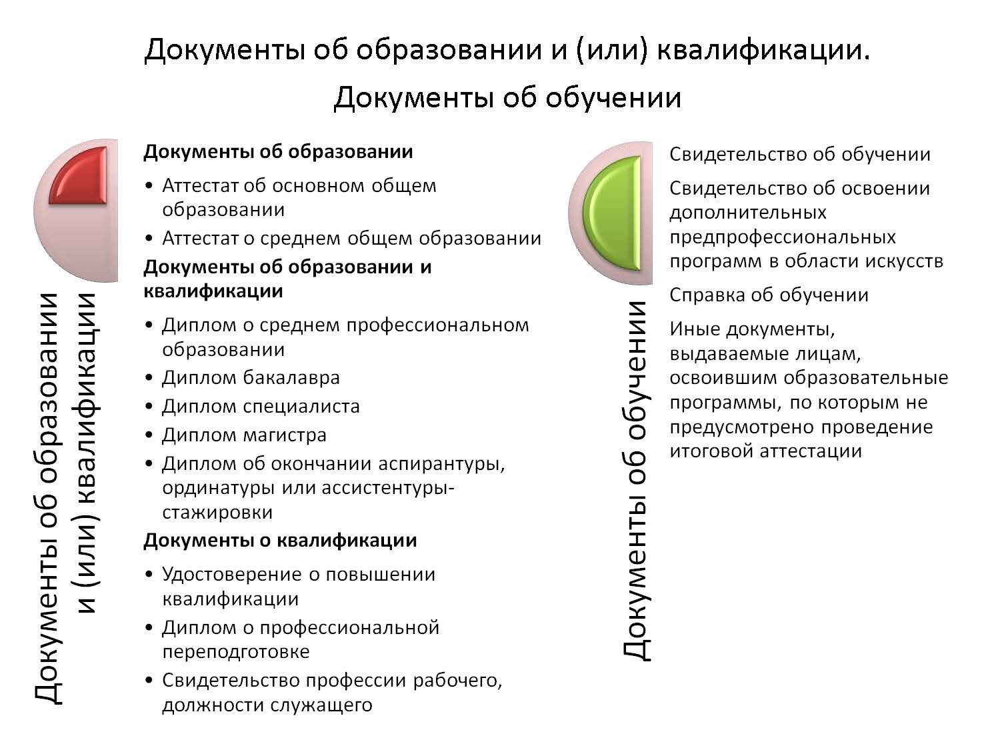 Документы об образовании и (или) квалификации.
Документы об обучении
Документы об образовании
и (или) квалификации
Документы об образовании
• Аттестат об основном общем
образовании
• Аттестат о среднем общем образовании
Документы об образовании и
квалификации
• Диплом о среднем профессиональном
образовании
• Диплом бакалавра
• Диплом специалиста
• Диплом магистра
• Диплом об окончании аспирантуры,
ординатуры или ассистентуры-
стажировки
Документы о квалификации
• Удостоверение о повышении
квалификации
• Диплом о профессиональной
переподготовке
• Свидетельство профессии рабочего,
должности служащего
Документы об обучении
Свидетельство об обучении
Свидетельство об освоении
дополнительных
предпрофессиональных
программ в области искусств
Справка об обучении
Иные документы,
выдаваемые лицам,
освоившим образовательные
программы, по которым не
предусмотрено проведение
итоговой аттестации